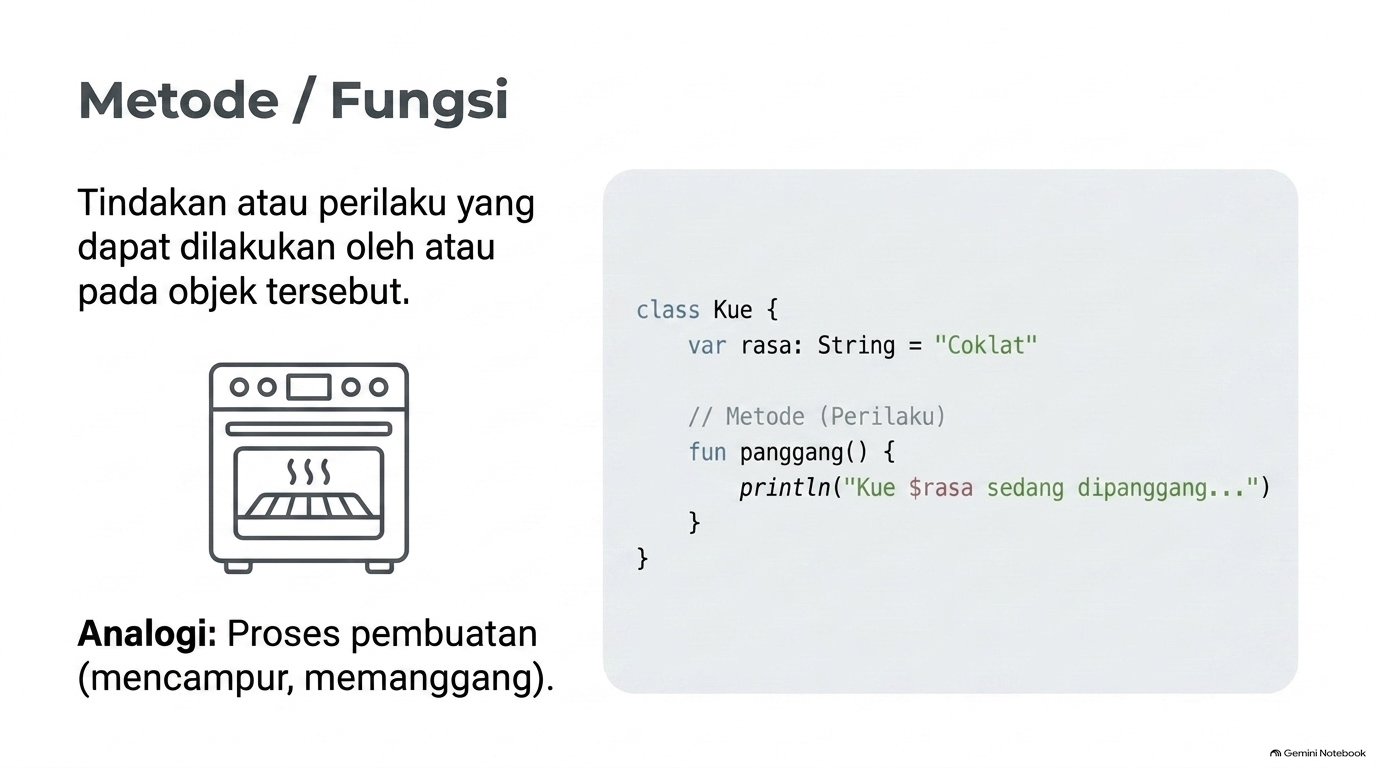 Metode / Fungsi
Tindakan atau perilaku yang
dapat dilakukan oleh atau
pada objek tersebut.
Analogi: Proses pembuatan
(mencampur, memanggang).
class Kue {
    var rasa: String = "Coklat"
    // Metode (Perilaku)
    fun panggang() {
        println("Kue $rasa sedang dipanggang...")
    }
}
Gemini Notebook